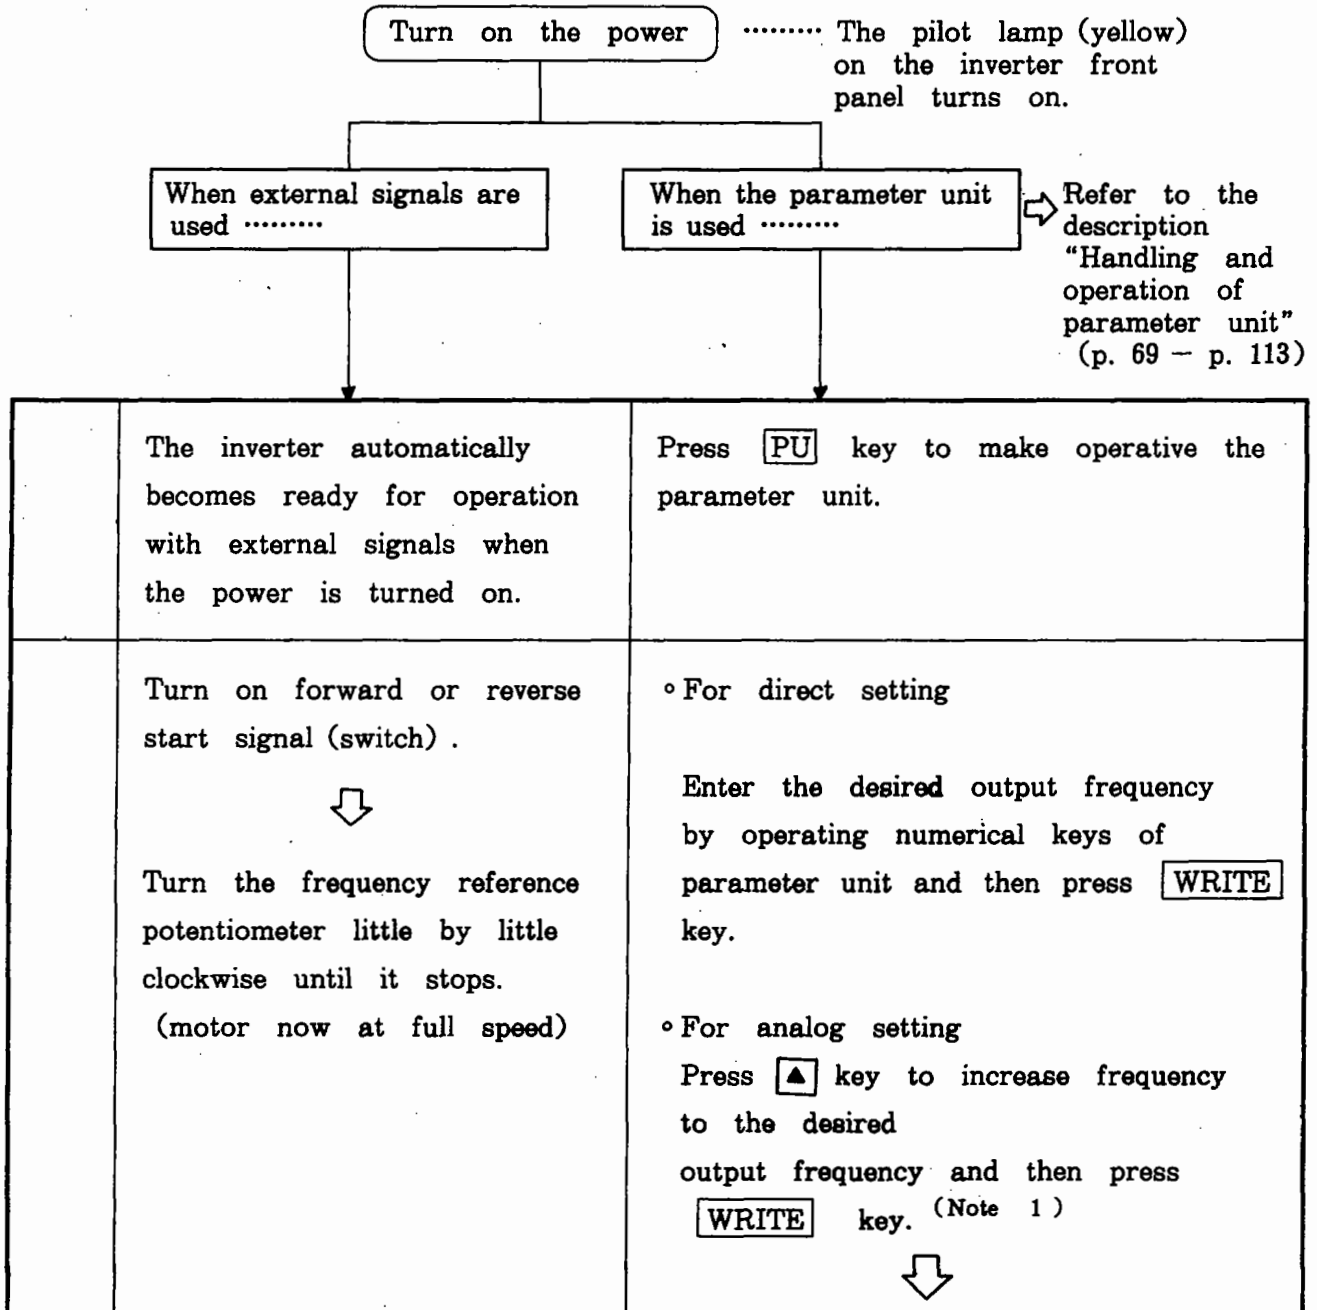 Turn on the power ········· The pilot lamp (yellow)
on the inverter front
panel turns on.
When external signals are
used ·········
When the parameter unit
is used ·········
Refer to the
description
“Handling and
operation of
parameter unit”
(p. 69 – p. 113)
The inverter automatically
becomes ready for operation
with external signals when
the power is turned on.
Press PU key to make operative the
parameter unit.
Turn on forward or reverse
start signal (switch) .
Turn the frequency reference
potentiometer little by little
clockwise until it stops.
(motor now at full speed)
∘ For direct setting
Enter the desired output frequency
by operating numerical keys of
parameter unit and then press WRITE
key.
∘ For analog setting
Press ▲ key to increase frequency
to the desired
output frequency and then press
WRITE key. (Note 1)